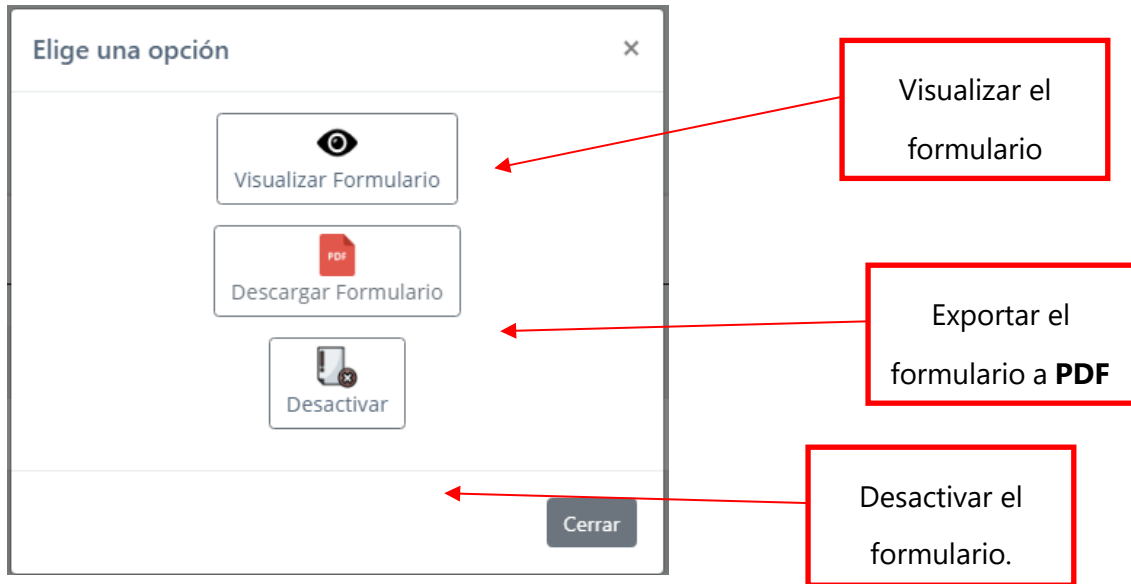 Elige una opción
×
Visualizar el
formulario
Visualizar Formulario
PDF
Descargar Formulario
Exportar el
formulario a PDF
Desactivar
Desactivar el
formulario.
Cerrar